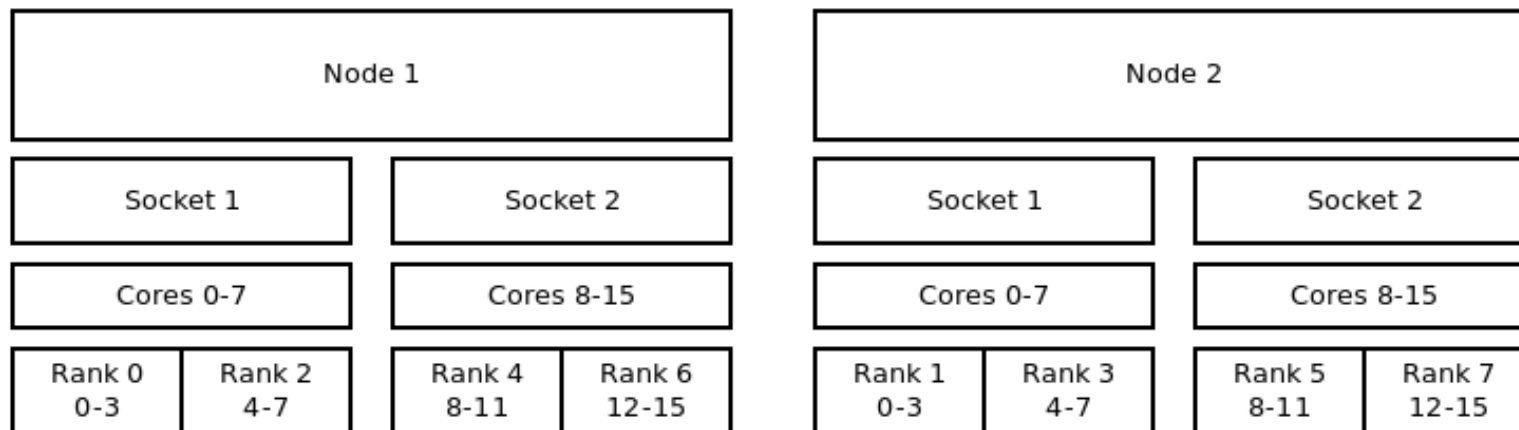 Node 1
Node 2
Socket 1
Socket 2
Socket 1
Socket 2
Cores 0-7
Cores 8-15
Cores 0-7
Cores 8-15
Rank 0
0-3
Rank 2
4-7
Rank 4
8-11
Rank 6
12-15
Rank 1
0-3
Rank 3
4-7
Rank 5
8-11
Rank 7
12-15